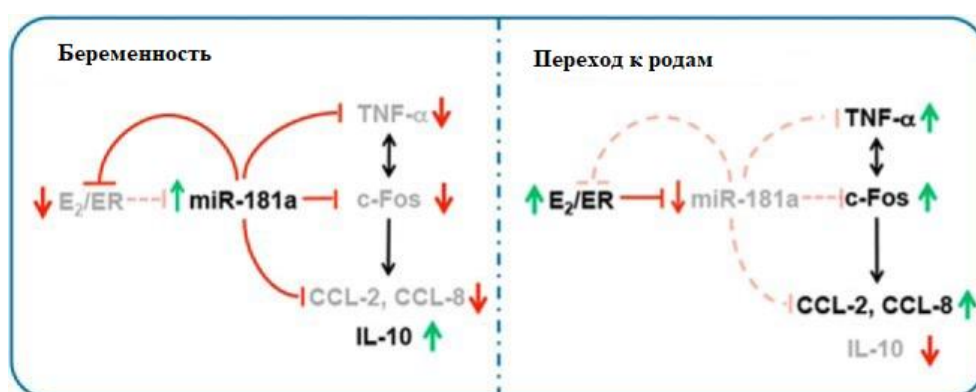 Беременность
TNF-α
E₂/ER miR-181a c-Fos
CCL-2, CCL-8
IL-10
Переход к родам
TNF-α
E₂/ER miR-181a c-Fos
CCL-2, CCL-8
IL-10